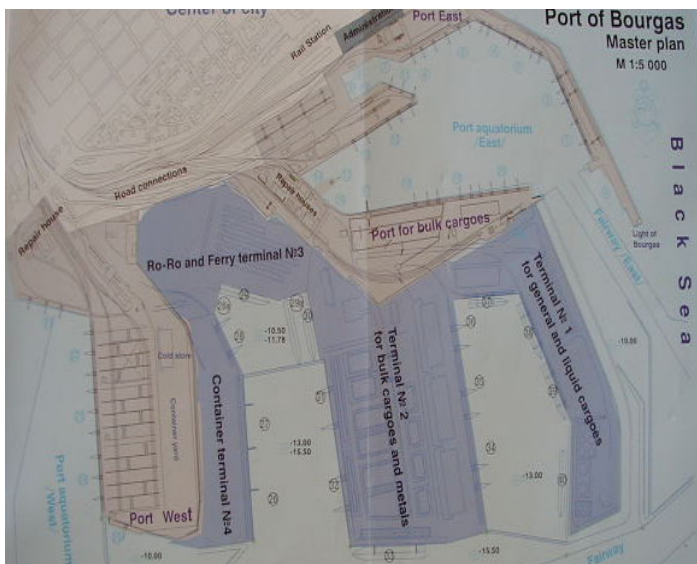 Center of city
Port East
Port of Bourgas
Master plan
M 1:5 000
Administration
Rail Station
Port aquatorium
/East/
Black Sea
Road connections
Repair houses
Repair house
Port for bulk cargoes
Light of
Bourgas
Fairway /East/
Ro-Ro and Ferry terminal №3
Terminal № 1
for general and liquid cargoes
-10.50
-11.78
-10.00
Terminal № 2
for bulk cargoes and metals
Cold store
Container yard
Container terminal №4
-13.00
-15.50
-13.00
Port aquatorium
/West/
Port West
-10.00
-15.50
Fairway